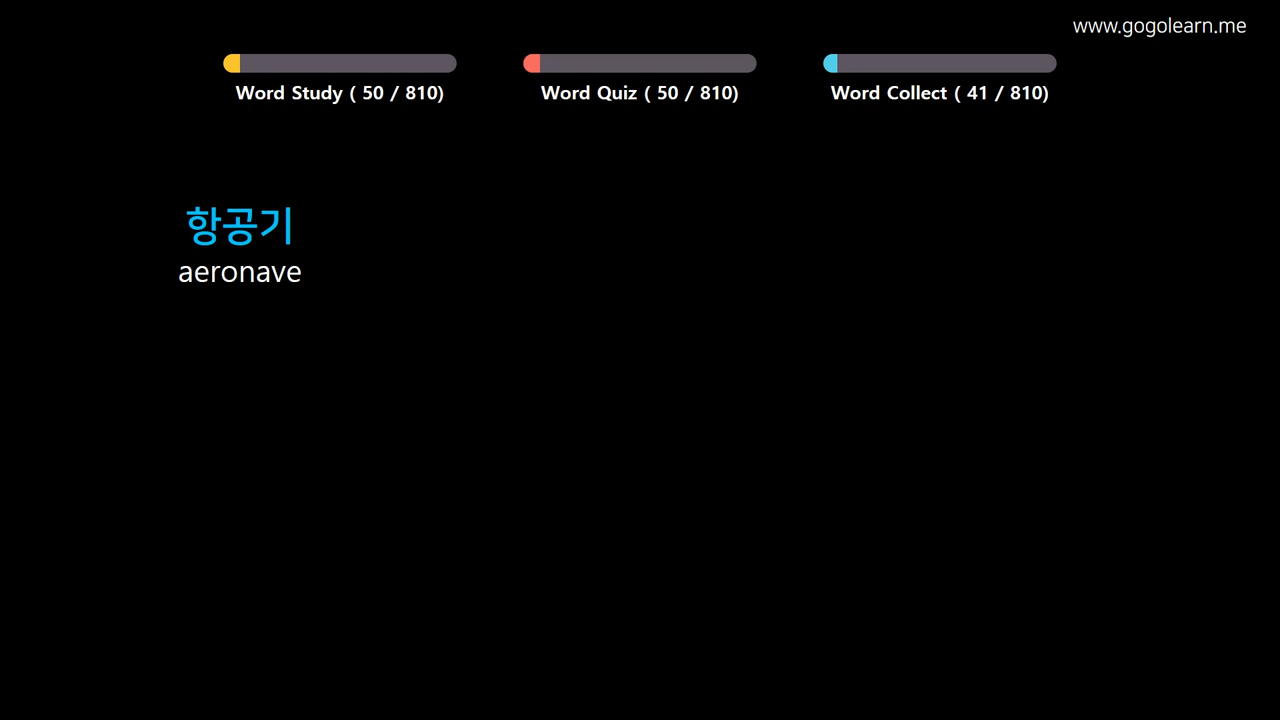 www.gogolearn.me
Word Study ( 50 / 810)
Word Quiz ( 50 / 810)
Word Collect ( 41 / 810)
항공기
aeronave